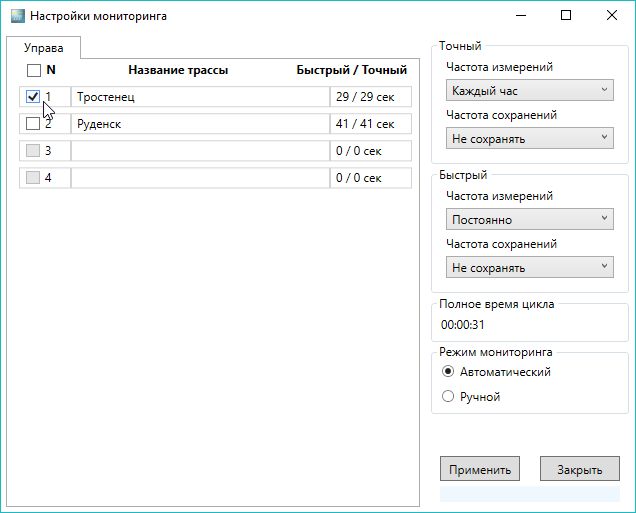 Настройки мониторинга
Управа
N Название трассы Быстрый / Точный
1 Тростенец 29 / 29 сек
2 Руденск 41 / 41 сек
3 0 / 0 сек
4 0 / 0 сек
Точный
Частота измерений
Каждый час
Частота сохранений
Не сохранять
Быстрый
Частота измерений
Постоянно
Частота сохранений
Не сохранять
Полное время цикла
00:00:31
Режим мониторинга
Автоматический
Ручной
Применить Закрыть